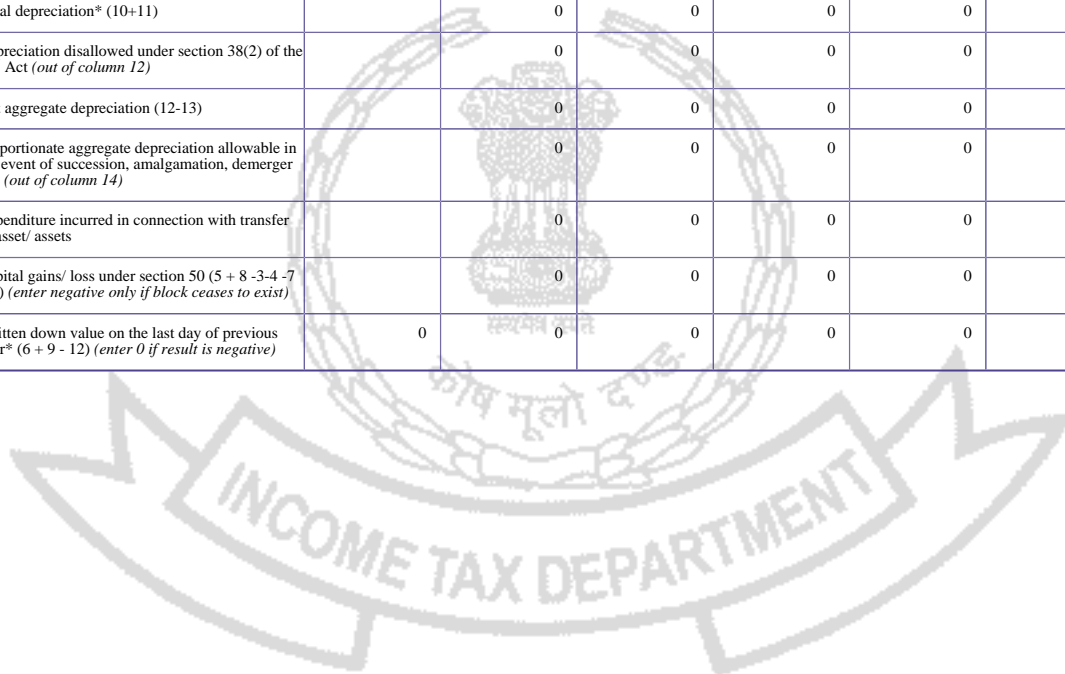 al depreciation* (10+11) 0 0 0 0
preciation disallowed under section 38(2) of the 0 0 0 0
Act (out of column 12)
aggregate depreciation (12-13) 0 0 0 0
portionate aggregate depreciation allowable in 0 0 0 0
event of succession, amalgamation, demerger
(out of column 14)
penditure incurred in connection with transfer 0 0 0 0
asset/ assets
pital gains/ loss under section 50 (5 + 8 -3-4 -7 0 0 0 0
) (enter negative only if block ceases to exist)
itten down value on the last day of previous 0 0 0 0 0
r* (6 + 9 - 12) (enter 0 if result is negative)
सत्यमेव जयते
कोष मूलो दण्डः
INCOME TAX DEPARTMENT